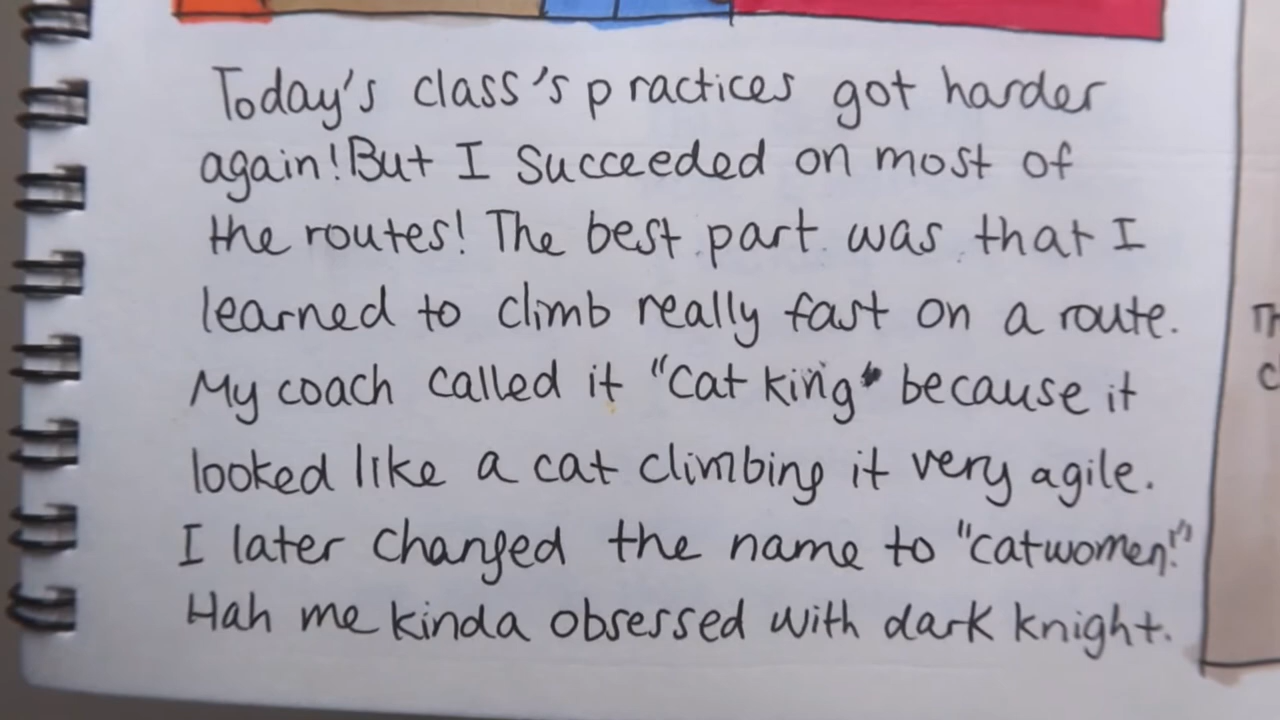 Today's class's practices got harder
again! But I succeeded on most of
the routes! The best part was that I
learned to climb really fast on a route.
My coach called it "cat king" because it
looked like a cat climbing it very agile.
I later changed the name to "catwomen!"
Hah me kinda obsessed with dark knight.